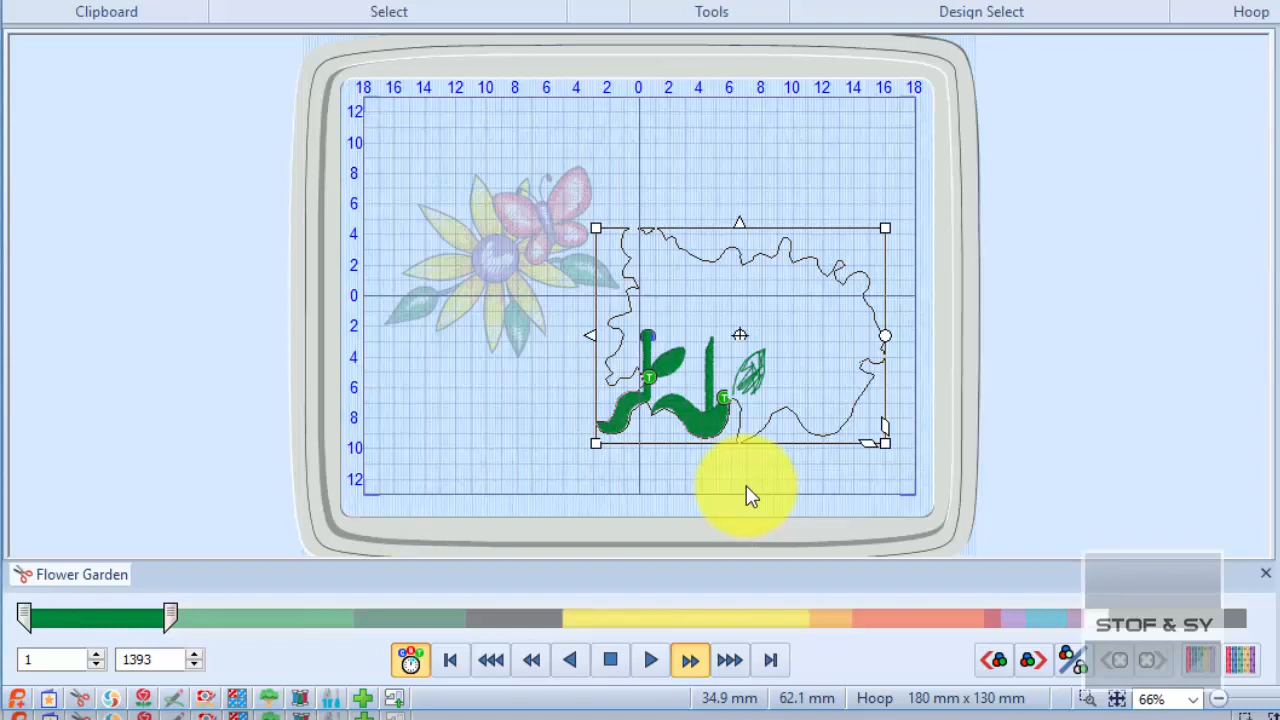 Clipboard Select Tools Design Select Hoop
18 16 14 12 10 8 6 4 2 0 2 4 6 8 10 12 14 16 18
12
10
8
6
4
2
0
2
4
T
6
T
8
10
12
Flower Garden
STOF & SY
1 1393
34.9 mm 62.1 mm Hoop 180 mm x 130 mm 66%